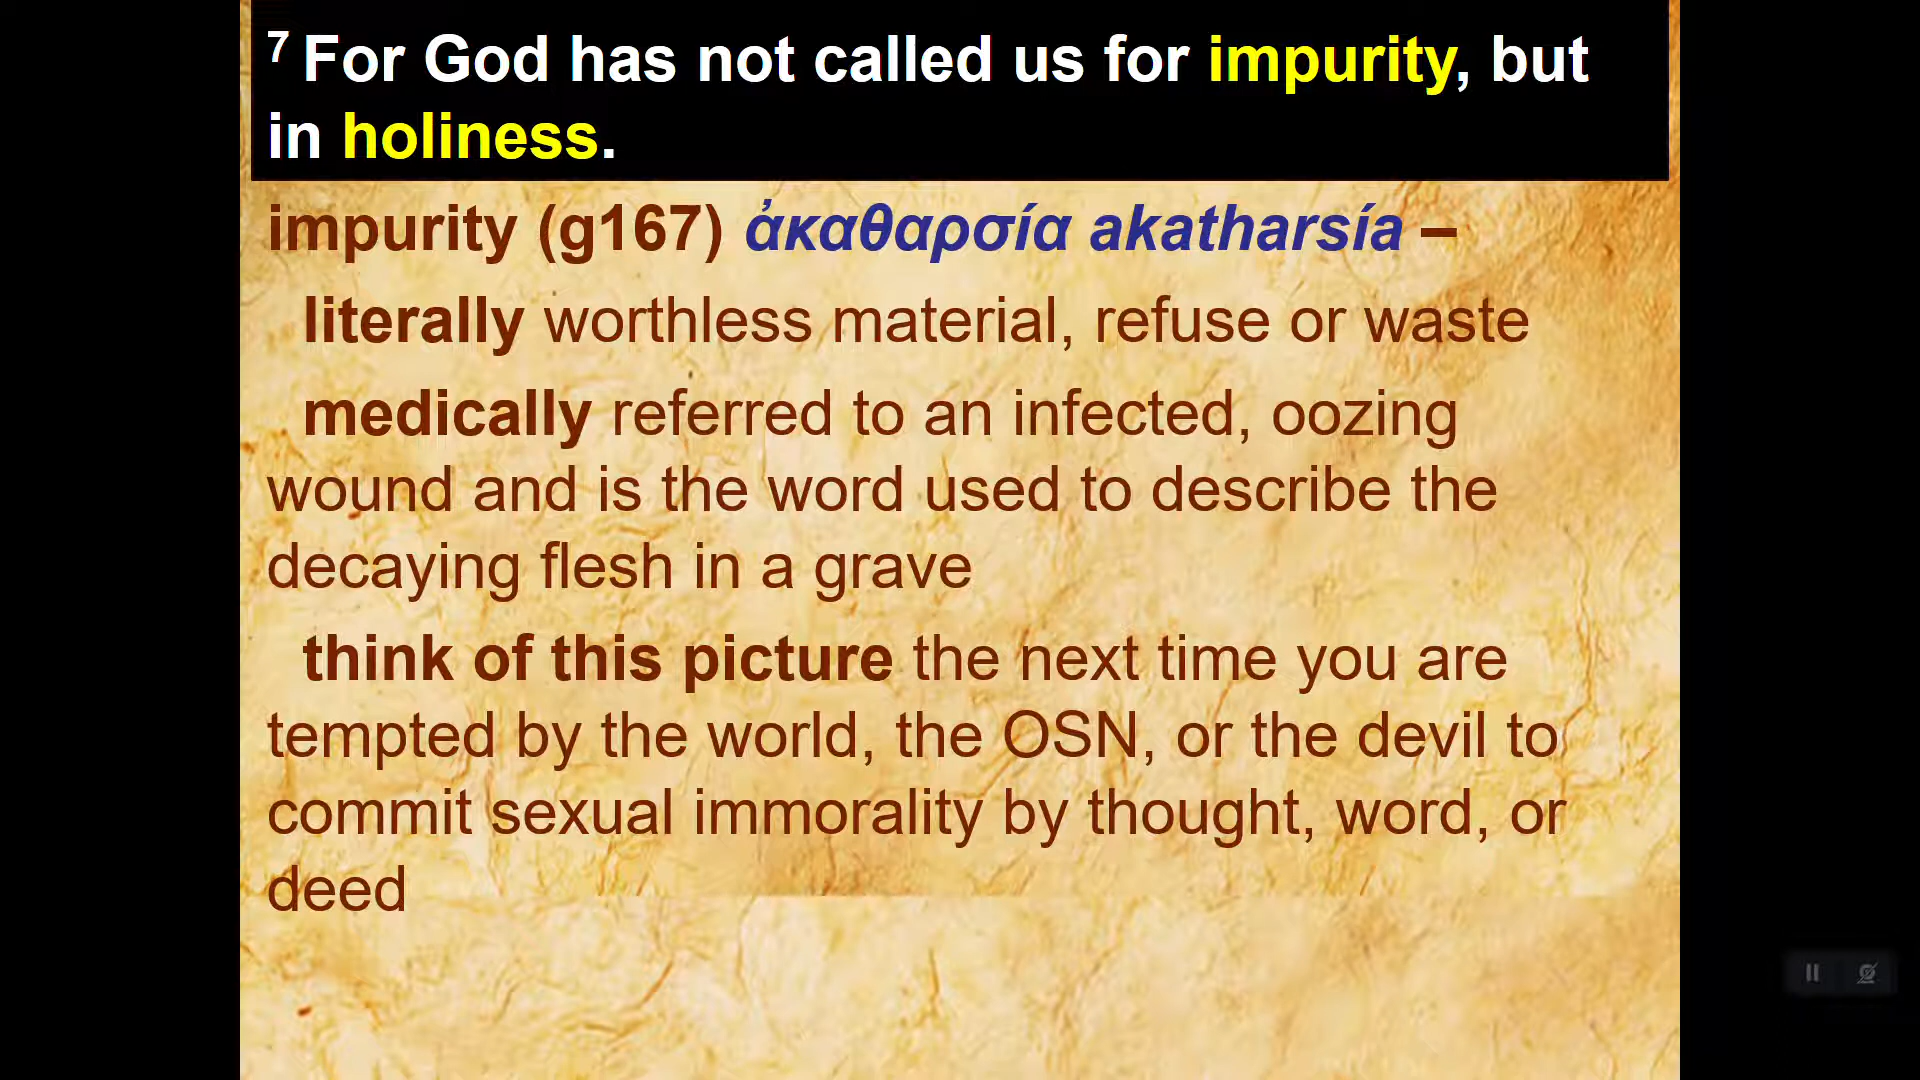 7 For God has not called us for impurity, but
in holiness.
impurity (g167) ἀκαθαρσία akatharsía –
literally worthless material, refuse or waste
medically referred to an infected, oozing
wound and is the word used to describe the
decaying flesh in a grave
think of this picture the next time you are
tempted by the world, the OSN, or the devil to
commit sexual immorality by thought, word, or
deed